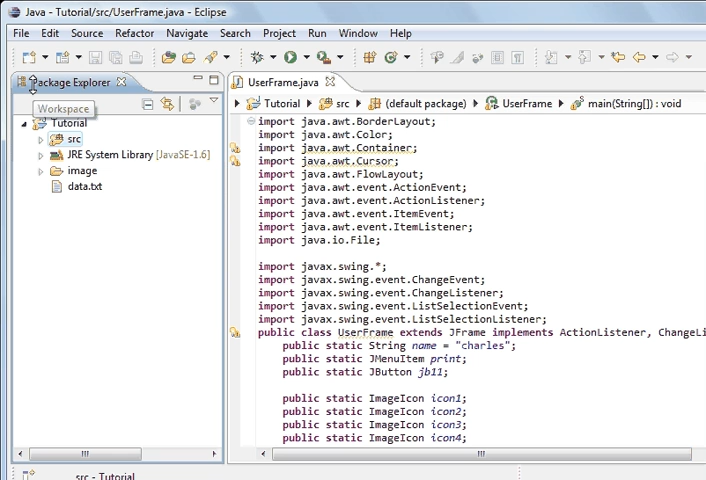 Java - Tutorial/src/UserFrame.java - Eclipse
File Edit Source Refactor Navigate Search Project Run Window Help
Package Explorer
Workspace
Tutorial
src
JRE System Library [JavaSE-1.6]
image
data.txt
UserFrame.java
Tutorial src (default package) UserFrame main(String[]) : void
import java.awt.BorderLayout;
import java.awt.Color;
import java.awt.Container;
import java.awt.Cursor;
import java.awt.FlowLayout;
import java.awt.event.ActionEvent;
import java.awt.event.ActionListener;
import java.awt.event.ItemEvent;
import java.awt.event.ItemListener;
import java.io.File;
import javax.swing.*;
import javax.swing.event.ChangeEvent;
import javax.swing.event.ChangeListener;
import javax.swing.event.ListSelectionEvent;
import javax.swing.event.ListSelectionListener;
public class UserFrame extends JFrame implements ActionListener, ChangeLi
public static String name = "charles";
public static JMenuItem print;
public static JButton jb11;
public static ImageIcon icon1;
public static ImageIcon icon2;
public static ImageIcon icon3;
public static ImageIcon icon4;
src - Tutorial